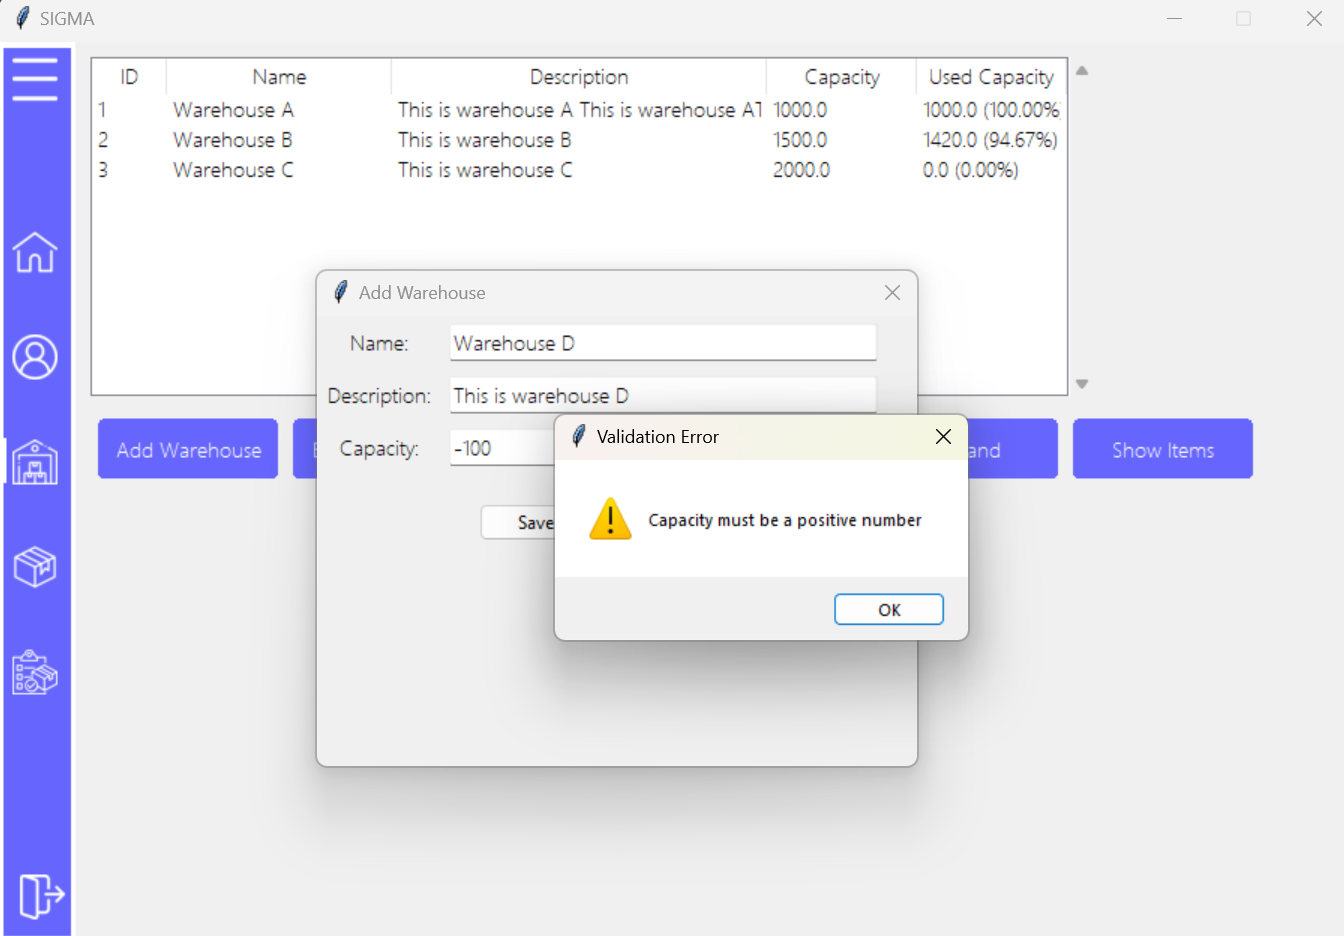 SIGMA
ID Name Description Capacity Used Capacity
1 Warehouse A This is warehouse A This is warehouse A 1000.0 1000.0 (100.00%
2 Warehouse B This is warehouse B 1500.0 1420.0 (94.67%)
3 Warehouse C This is warehouse C 2000.0 0.0 (0.00%)
Add Warehouse
Name: Warehouse D
Description: This is warehouse D
Capacity: -100
Save
Validation Error
Capacity must be a positive number
OK
Add Warehouse
and
Show Items